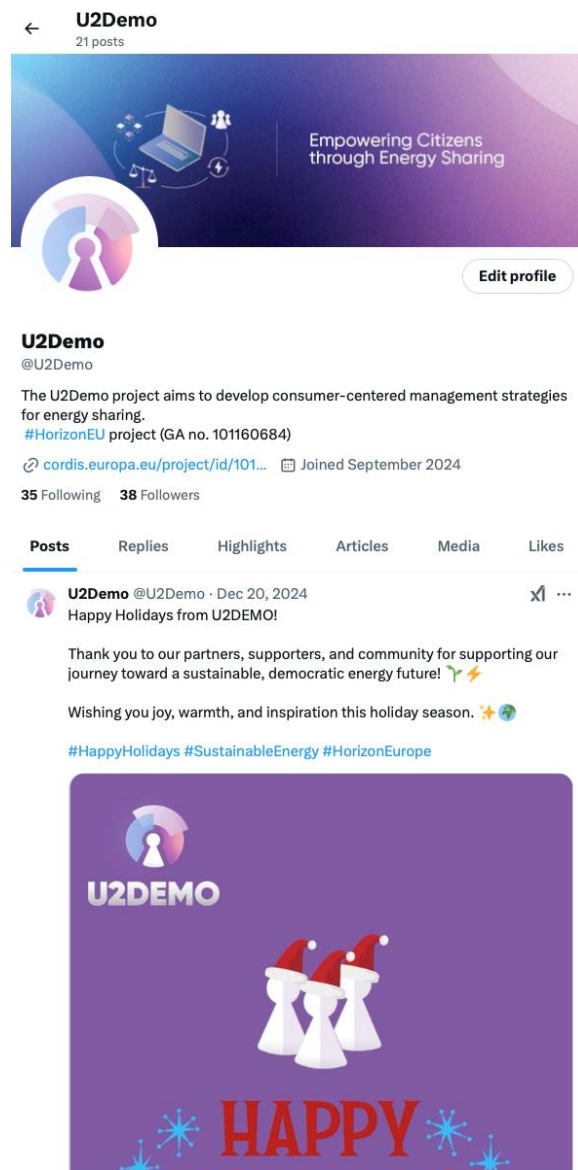 U2Demo
21 posts
Empowering Citizens
through Energy Sharing
Edit profile
U2Demo
@U2Demo
The U2Demo project aims to develop consumer-centered management strategies
for energy sharing.
#HorizonEU project (GA no. 101160684)
cordis.europa.eu/project/id/101... Joined September 2024
35 Following 38 Followers
Posts Replies Highlights Articles Media Likes
U2Demo @U2Demo · Dec 20, 2024
Happy Holidays from U2DEMO!
Thank you to our partners, supporters, and community for supporting our
journey toward a sustainable, democratic energy future! 🌱⚡
Wishing you joy, warmth, and inspiration this holiday season. ✨🌍
#HappyHolidays #SustainableEnergy #HorizonEurope
U2DEMO
HAPPY